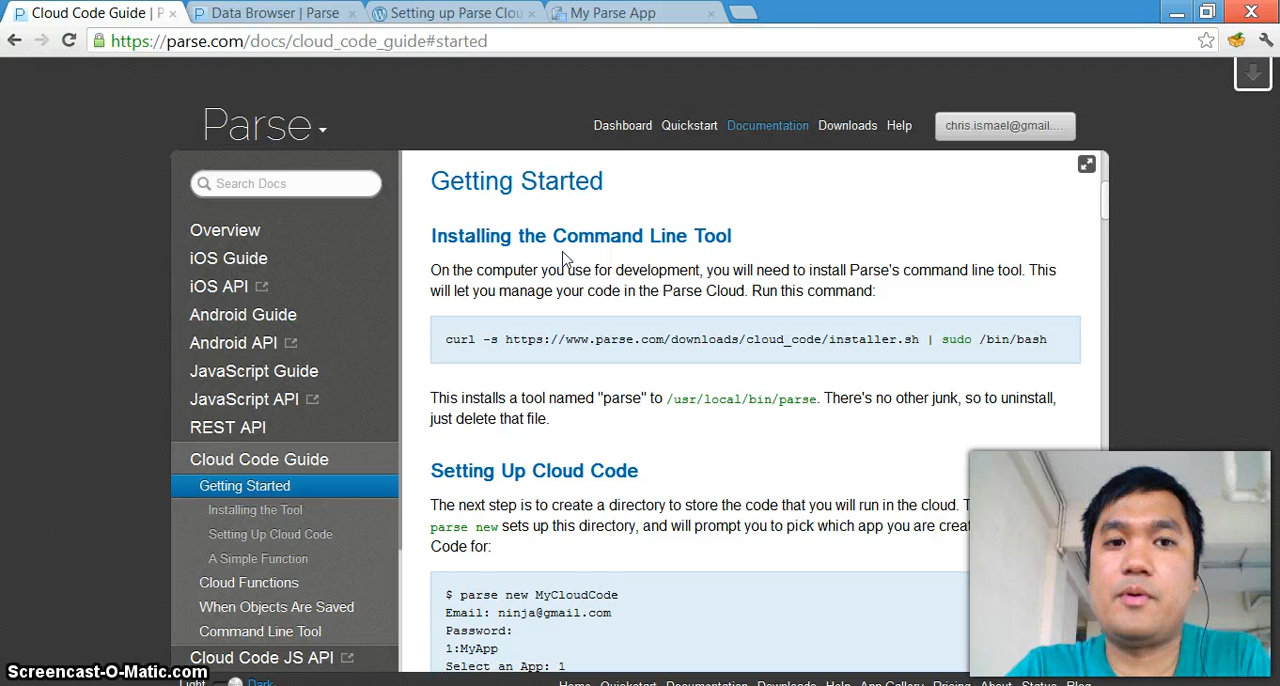 Cloud Code Guide | P
Data Browser | Parse
Setting up Parse Clou
My Parse App
https://parse.com/docs/cloud_code_guide#started
Parse
Dashboard Quickstart Documentation Downloads Help
chris.ismael@gmail....
Search Docs
Overview
iOS Guide
iOS API
Android Guide
Android API
JavaScript Guide
JavaScript API
REST API
Cloud Code Guide
Getting Started
Installing the Tool
Setting Up Cloud Code
A Simple Function
Cloud Functions
When Objects Are Saved
Command Line Tool
Cloud Code JS API
Light Dark
Getting Started
Installing the Command Line Tool
On the computer you use for development, you will need to install Parse's command line tool. This
will let you manage your code in the Parse Cloud. Run this command:
curl -s https://www.parse.com/downloads/cloud_code/installer.sh | sudo /bin/bash
This installs a tool named "parse" to /usr/local/bin/parse. There's no other junk, so to uninstall,
just delete that file.
Setting Up Cloud Code
The next step is to create a directory to store the code that you will run in the cloud. T
parse new sets up this directory, and will prompt you to pick which app you are creat
Code for:
$ parse new MyCloudCode
Email: ninja@gmail.com
Password:
1:MyApp
Select an App: 1
Home Quickstart Documentation Downloads Help App Gallery Pricing About Status Blog
Screencast-O-Matic.com